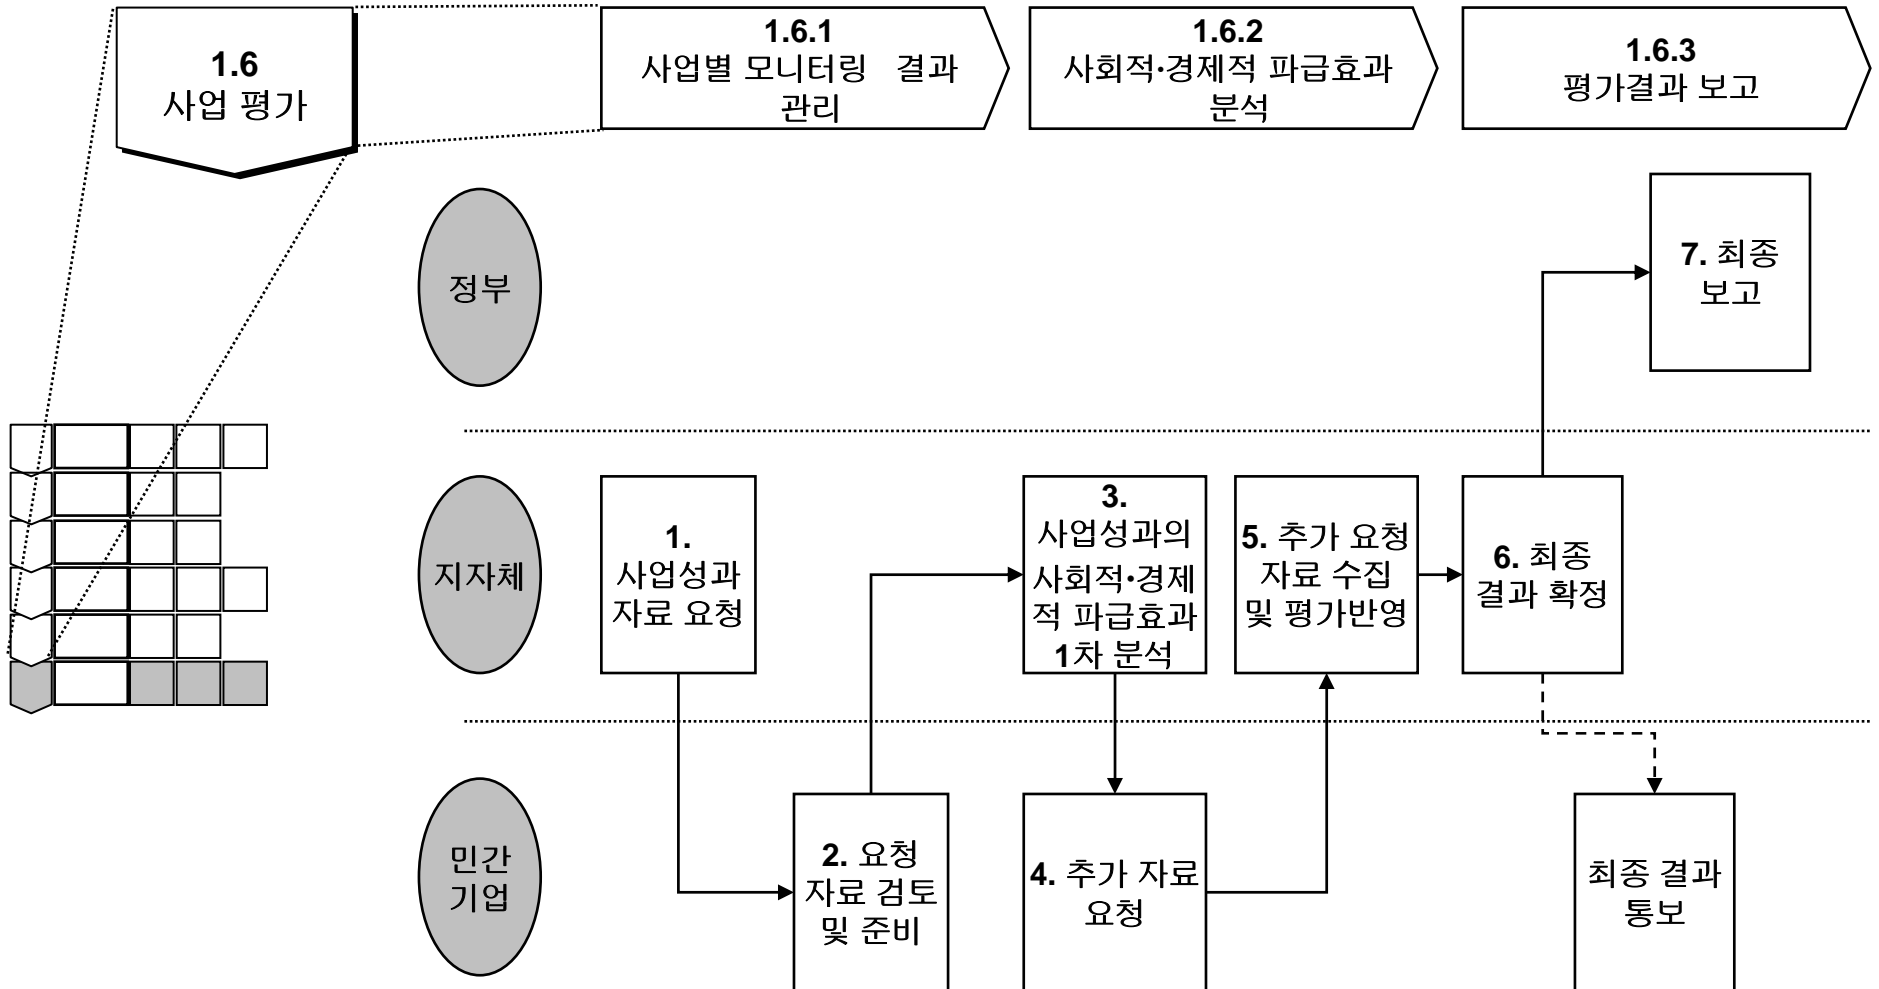 1.6
사업 평가
1.6.1
사업별 모니터링 결과
관리
1.6.2
사회적·경제적 파급효과
분석
1.6.3
평가결과 보고
정부
7. 최종
보고
지자체
1.
사업성과
자료 요청
3.
사업성과의
사회적·경제
적 파급효과
1차 분석
5. 추가 요청
자료 수집
및 평가반영
6. 최종
결과 확정
민간
기업
2. 요청
자료 검토
및 준비
4. 추가 자료
요청
최종 결과
통보